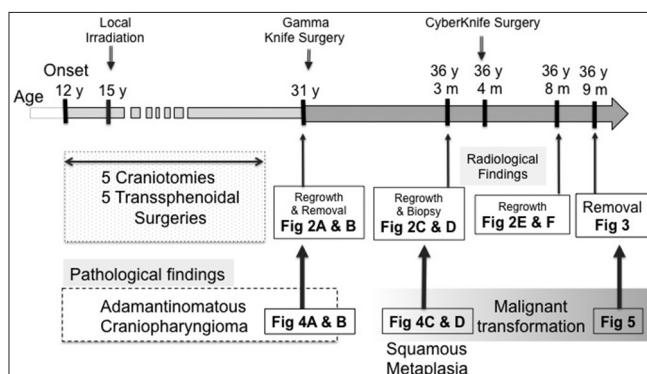 Local
Irradiation
Gamma
Knife Surgery
CyberKnife Surgery
Onset
Age
12 y
15 y
31 y
36 y
3 m
36 y
4 m
36 y
8 m
36 y
9 m
5 Craniotomies
5 Transsphenoidal
Surgeries
Radiological
Findings
Regrowth
& Removal
Fig 2A & B
Regrowth
& Biopsy
Fig 2C & D
Regrowth
Fig 2E & F
Removal
Fig 3
Pathological findings
Adamantinomatous
Craniopharyngioma
Fig 4A & B
Fig 4C & D
Malignant
transformation
Fig 5
Squamous
Metaplasia